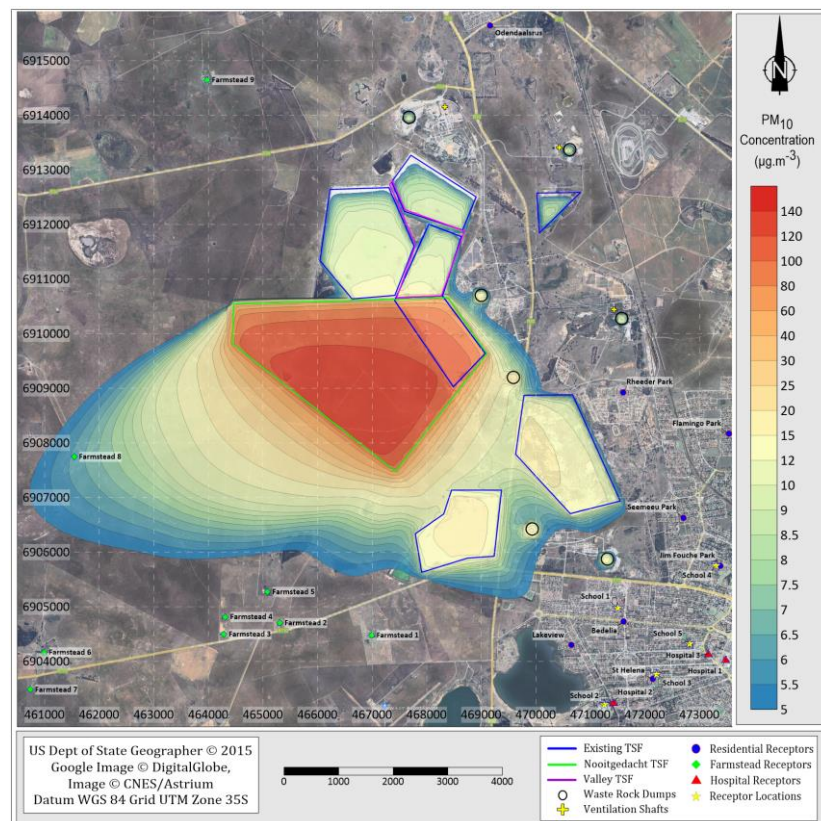 Odendaalsrus
6915000
Farmstead 9
6914000
6913000
6912000
6911000
6910000
6909000
Rheeder Park
6908000
Flamingo Park
Farmstead 8
6907000
Seemeeu Park
6906000
Jim Fouche Park
School 4
Farmstead 5
School 1
6905000
Farmstead 4
Farmstead 2
Bedelia
Farmstead 3
Farmstead 1
School 5
Lakeview
Hospital 3
6904000
Farmstead 6
St Helena
Hospital 1
School 3
Farmstead 7
School 2
Hospital 2
461000 462000 463000 464000 465000 466000 467000 468000 469000 470000 471000 472000 473000
N
PM10
Concentration
(µg.m-3)
140
120
100
80
60
40
30
25
20
15
12
10
9
8.5
8
7.5
7
6.5
6
5.5
5
US Dept of State Geographer © 2015
Google Image © DigitalGlobe,
Image © CNES/Astrium
Datum WGS 84 Grid UTM Zone 35S
0 1000 2000 3000 4000
Existing TSF
Nooitgedacht TSF
Valley TSF
Waste Rock Dumps
Ventilation Shafts
Residential Receptors
Farmstead Receptors
Hospital Receptors
Receptor Locations